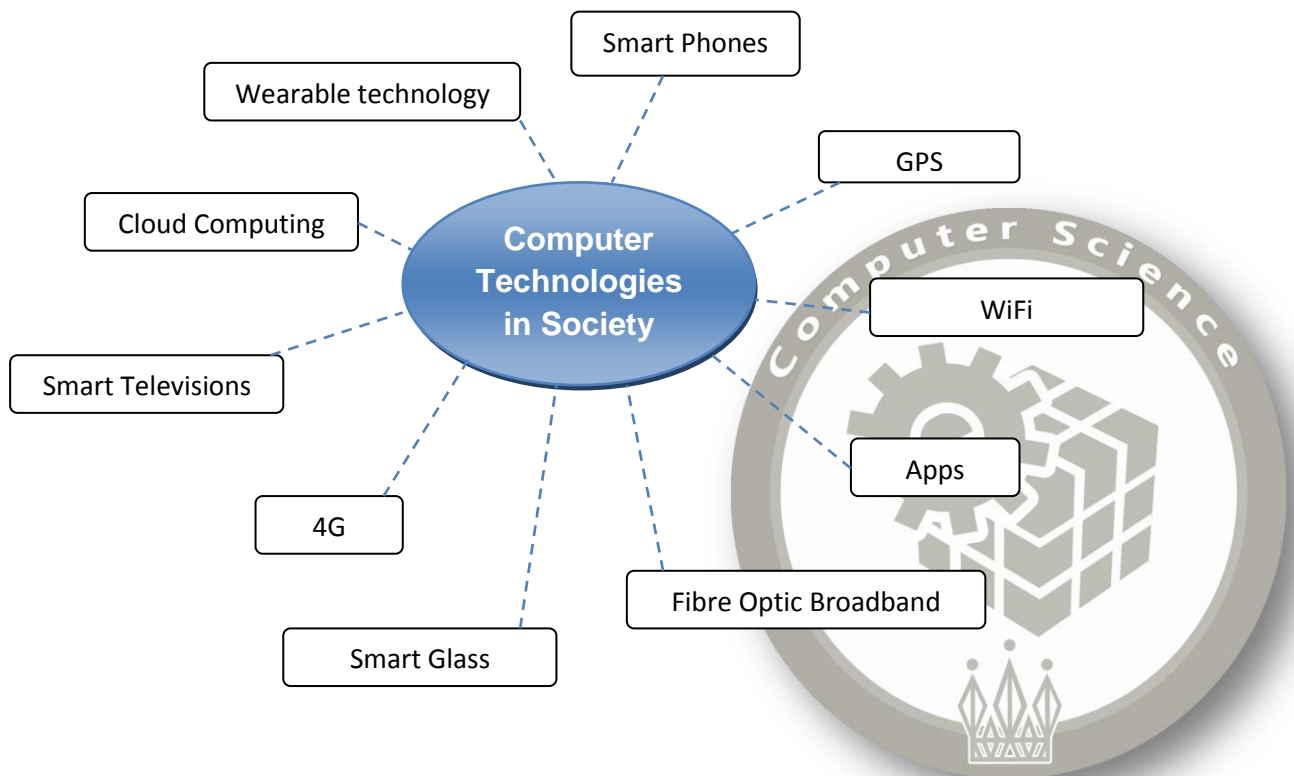 Smart Phones
Wearable technology
GPS
Cloud Computing
Computer
Technologies
in Society
Computer Science
WiFi
Smart Televisions
Apps
4G
Fibre Optic Broadband
Smart Glass